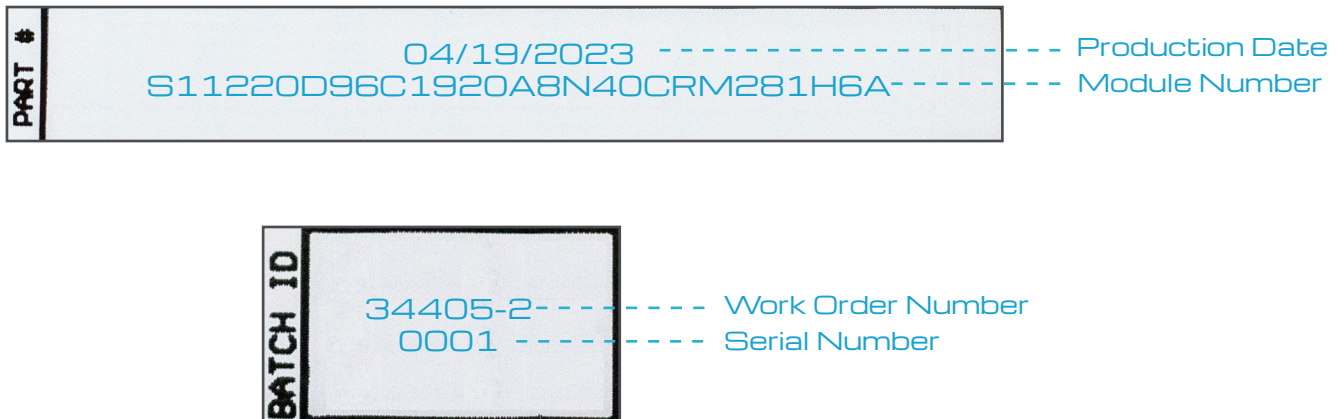 PART #
04/19/2023 Production Date
S11220D96C1920A8N40CRM281H6A Module Number
BATCH ID
34405-2 Work Order Number
0001 Serial Number